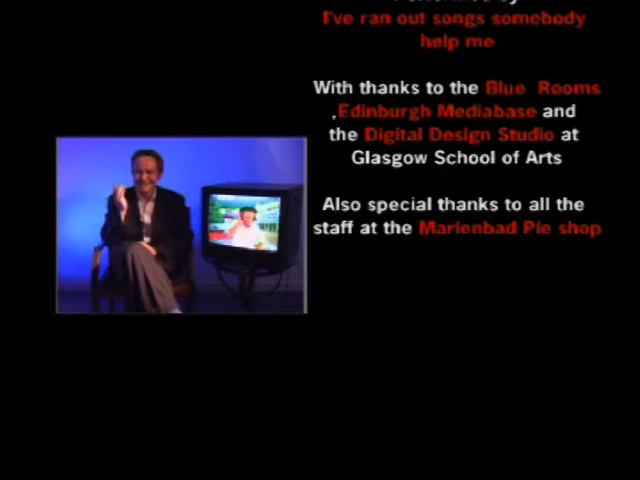 I've ran out songs somebody
help me
With thanks to the Blue Rooms
,Edinburgh Mediabase and
the Digital Design Studio at
Glasgow School of Arts
Also special thanks to all the
staff at the Marienbad Pie shop